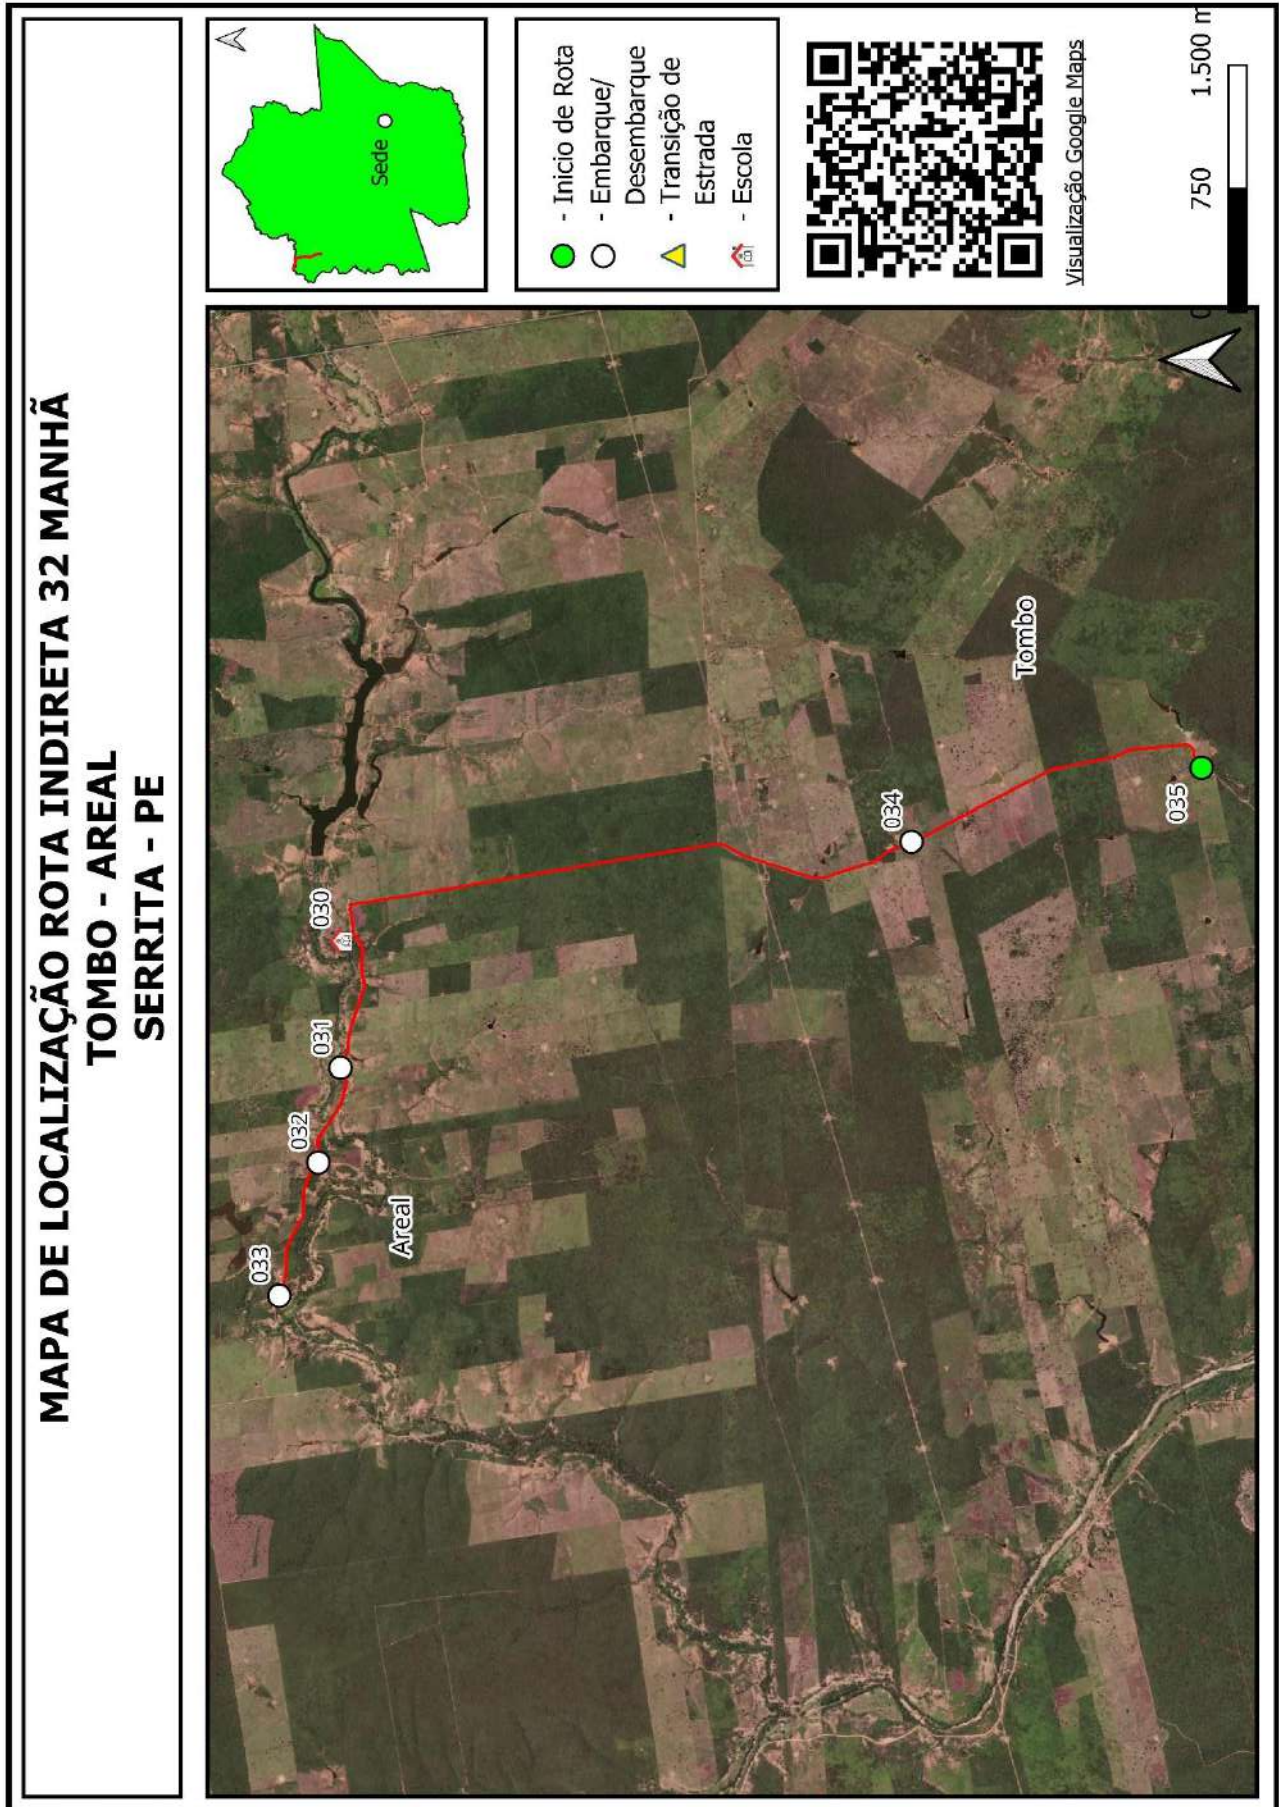 MAPA DE LOCALIZAÇÃO ROTA INDIRETA 32 MANHÃ
TOMBO - AREAL
SERRITA - PE
033
032
031
030
Areal
034
Tombo
035
Sede
- Inicio de Rota
- Embarque/
Desembarque
- Transição de
Estrada
- Escola
Visualização Google Maps
0 750 1.500 m